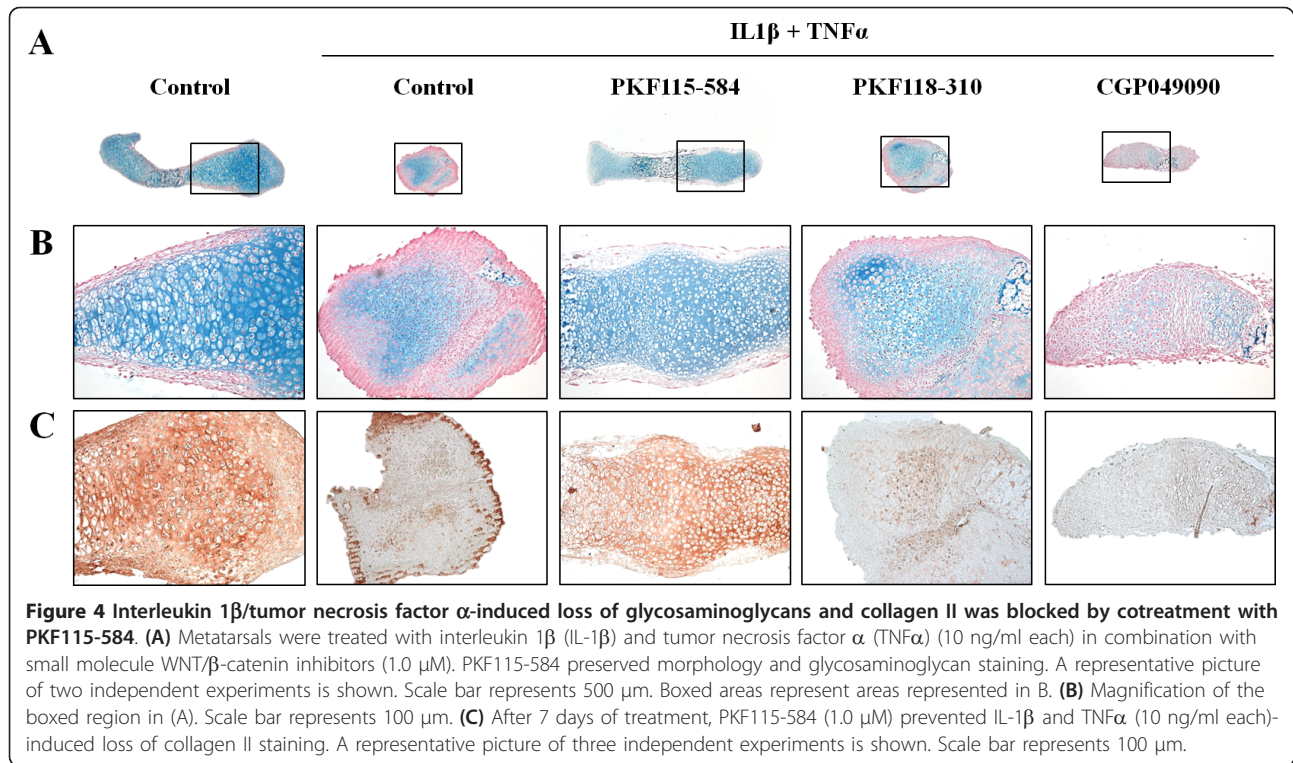 A
IL1β + TNFα
Control
Control
PKF115-584
PKF118-310
CGP049090
B
C
Figure 4 Interleukin 1β/tumor necrosis factor α-induced loss of glycosaminoglycans and collagen II was blocked by cotreatment with
PKF115-584. (A) Metatarsals were treated with interleukin 1β (IL-1β) and tumor necrosis factor α (TNFα) (10 ng/ml each) in combination with
small molecule WNT/β-catenin inhibitors (1.0 μM). PKF115-584 preserved morphology and glycosaminoglycan staining. A representative picture
of two independent experiments is shown. Scale bar represents 500 μm. Boxed areas represent areas represented in B. (B) Magnification of the
boxed region in (A). Scale bar represents 100 μm. (C) After 7 days of treatment, PKF115-584 (1.0 μM) prevented IL-1β and TNFα (10 ng/ml each)-
induced loss of collagen II staining. A representative picture of three independent experiments is shown. Scale bar represents 100 μm.